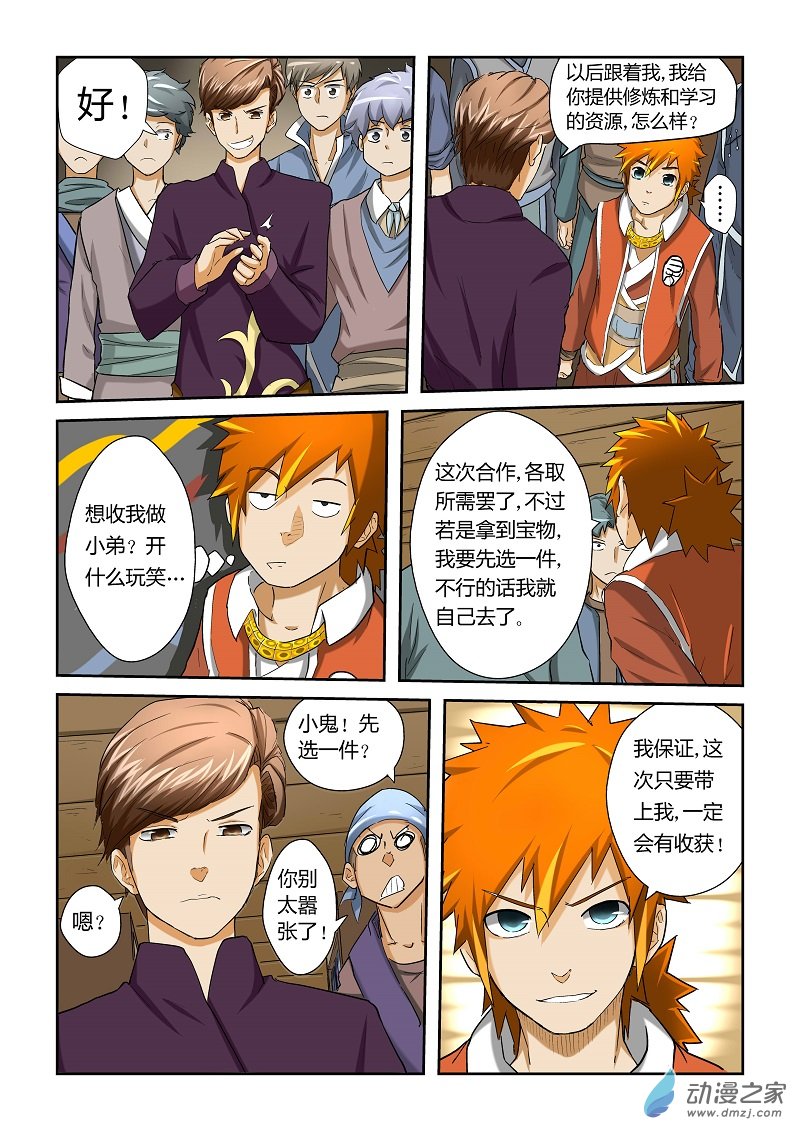 好！
以后跟着我，我给
你提供修炼和学习
的资源，怎么样？
……
想收我做
小弟？开
什么玩笑…
这次合作，各取
所需罢了，不过
若是拿到宝物，
我要先选一件，
不行的话我就
自己去了。
小鬼！先
选一件？
嗯？
你别
太嚣
张了！
我保证，这
次只要带
上我，一定
会有收获！
动漫之家
www.dmzj.com